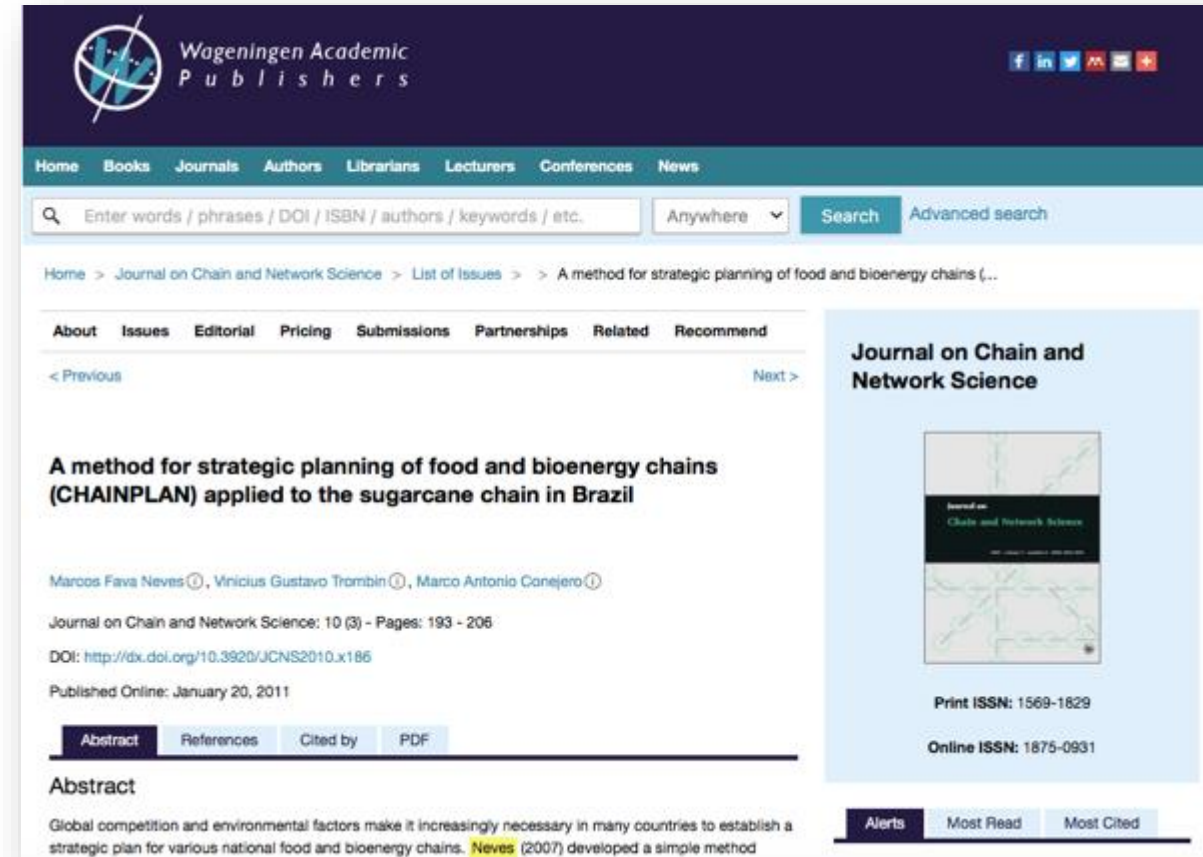 Wageningen Academic
Publishers
Home Books Journals Authors Librarians Lecturers Conferences News
Enter words / phrases / DOI / ISBN / authors / keywords / etc. Anywhere Search Advanced search
Home > Journal on Chain and Network Science > List of Issues > > A method for strategic planning of food and bioenergy chains (...
About Issues Editorial Pricing Submissions Partnerships Related Recommend
< Previous Next >
A method for strategic planning of food and bioenergy chains
(CHAINPLAN) applied to the sugarcane chain in Brazil
Marcos Fava Neves, Vinicius Gustavo Trombin, Marco Antonio Conejero
Journal on Chain and Network Science: 10 (3) - Pages: 193 - 206
DOI: http://dx.doi.org/10.3920/JCNS2010.x186
Published Online: January 20, 2011
Abstract References Cited by PDF
Abstract
Global competition and environmental factors make it increasingly necessary in many countries to establish a
strategic plan for various national food and bioenergy chains. Neves (2007) developed a simple method
Journal on Chain and
Network Science
Journal on
Chain and Network Science
Print ISSN: 1569-1829
Online ISSN: 1875-0931
Alerts Most Read Most Cited